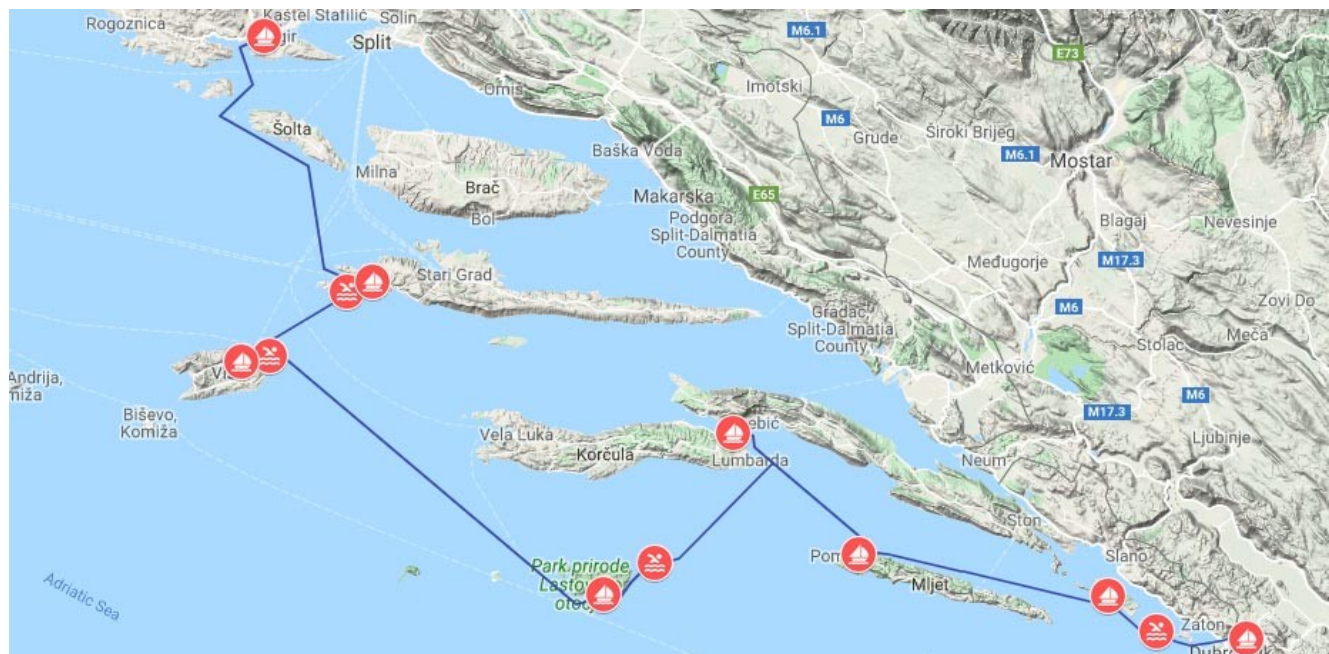 Rogoznica
Kaštel Štafilić
Solin
Split
Omiš
Šolta
Milna
Brač
Bol
Baška Voda
Makarska
Podgora,
Split-Dalmatia
County
Stari Grad
Imotski
M6.1
E73
M6
Grude
Široki Brijeg
M6.1
Mostar
E65
Blagaj
Nevesinje
Međugorje
M17.3
Zovi Do
M6
Meča
Stolac
Gradac,
Split-Dalmatia
County
Metković
M17.3
M6
Ljubinje
Andrija,
miža
Biševo,
Komiža
Vela Luka
Korčula
Lumbarda
Neum
Ston
Slano
Park prirode
Mljet
Zaton
Adriatic Sea